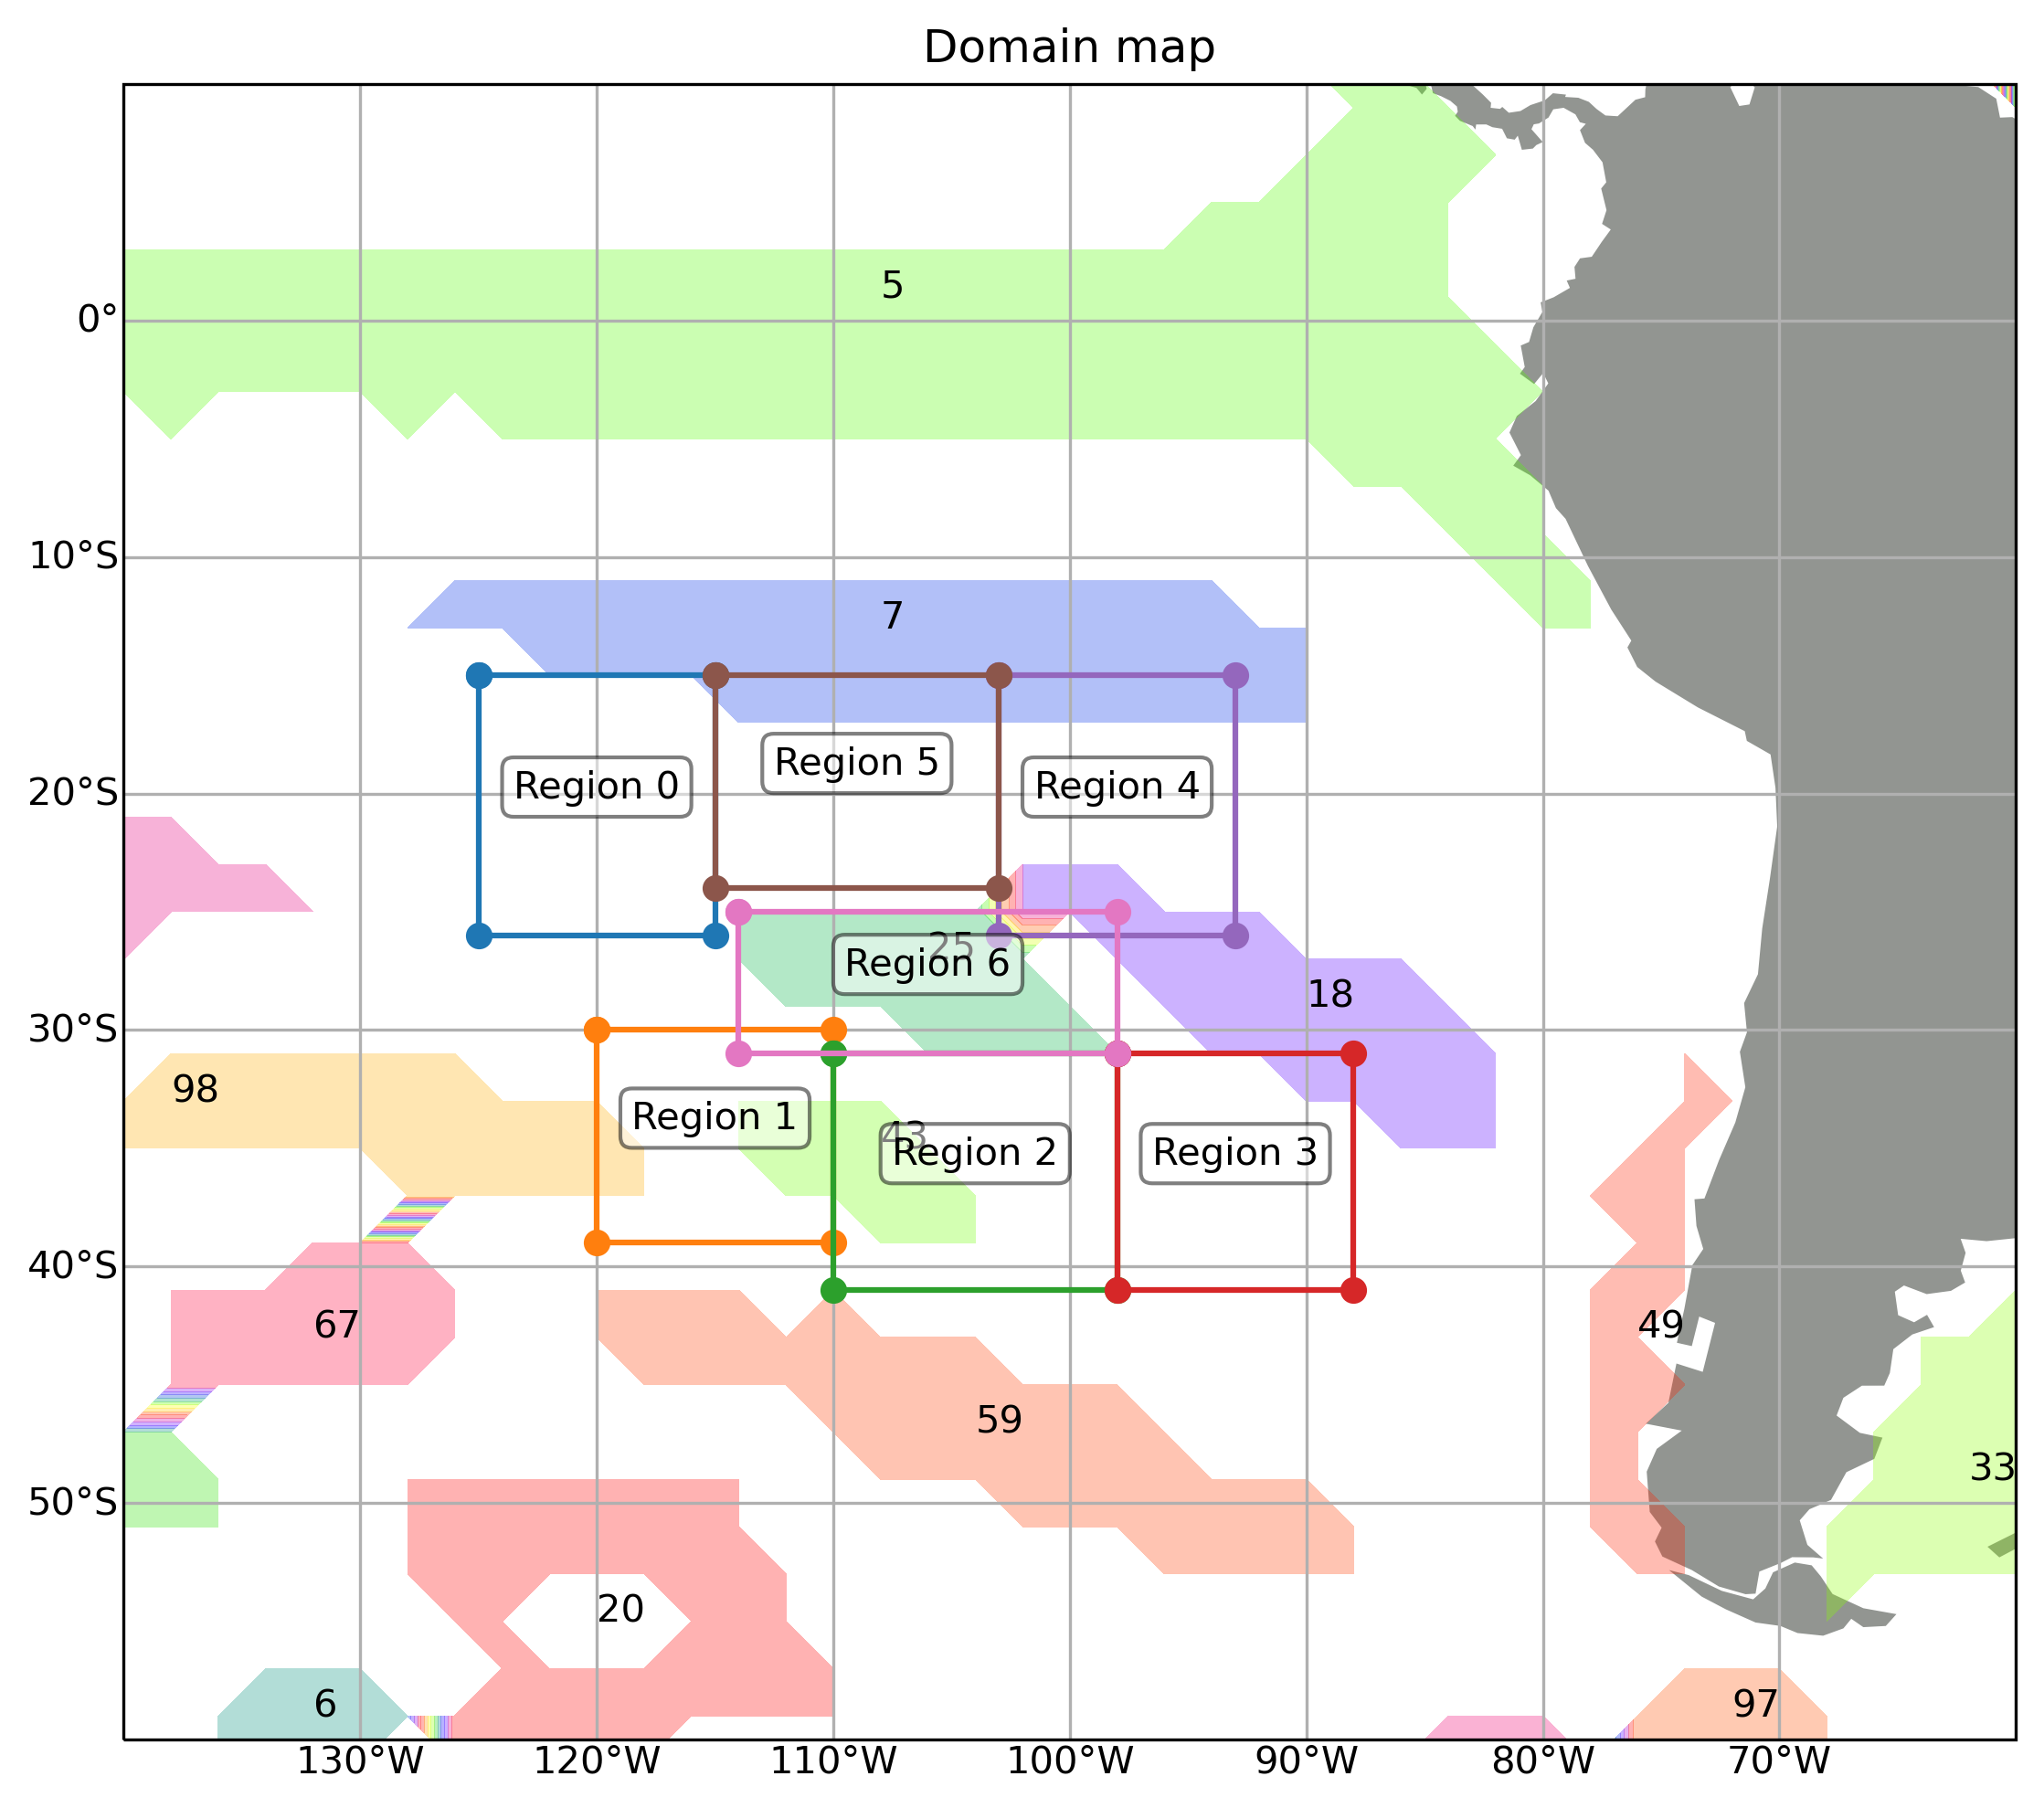 Domain map
5
0°
10°S
7
Region 5
Region 0
Region 4
20°S
25
Region 6
18
30°S
98
Region 1
43
Region 2
Region 3
40°S
67
49
59
33
50°S
20
6
97
130°W
120°W
110°W
100°W
90°W
80°W
70°W